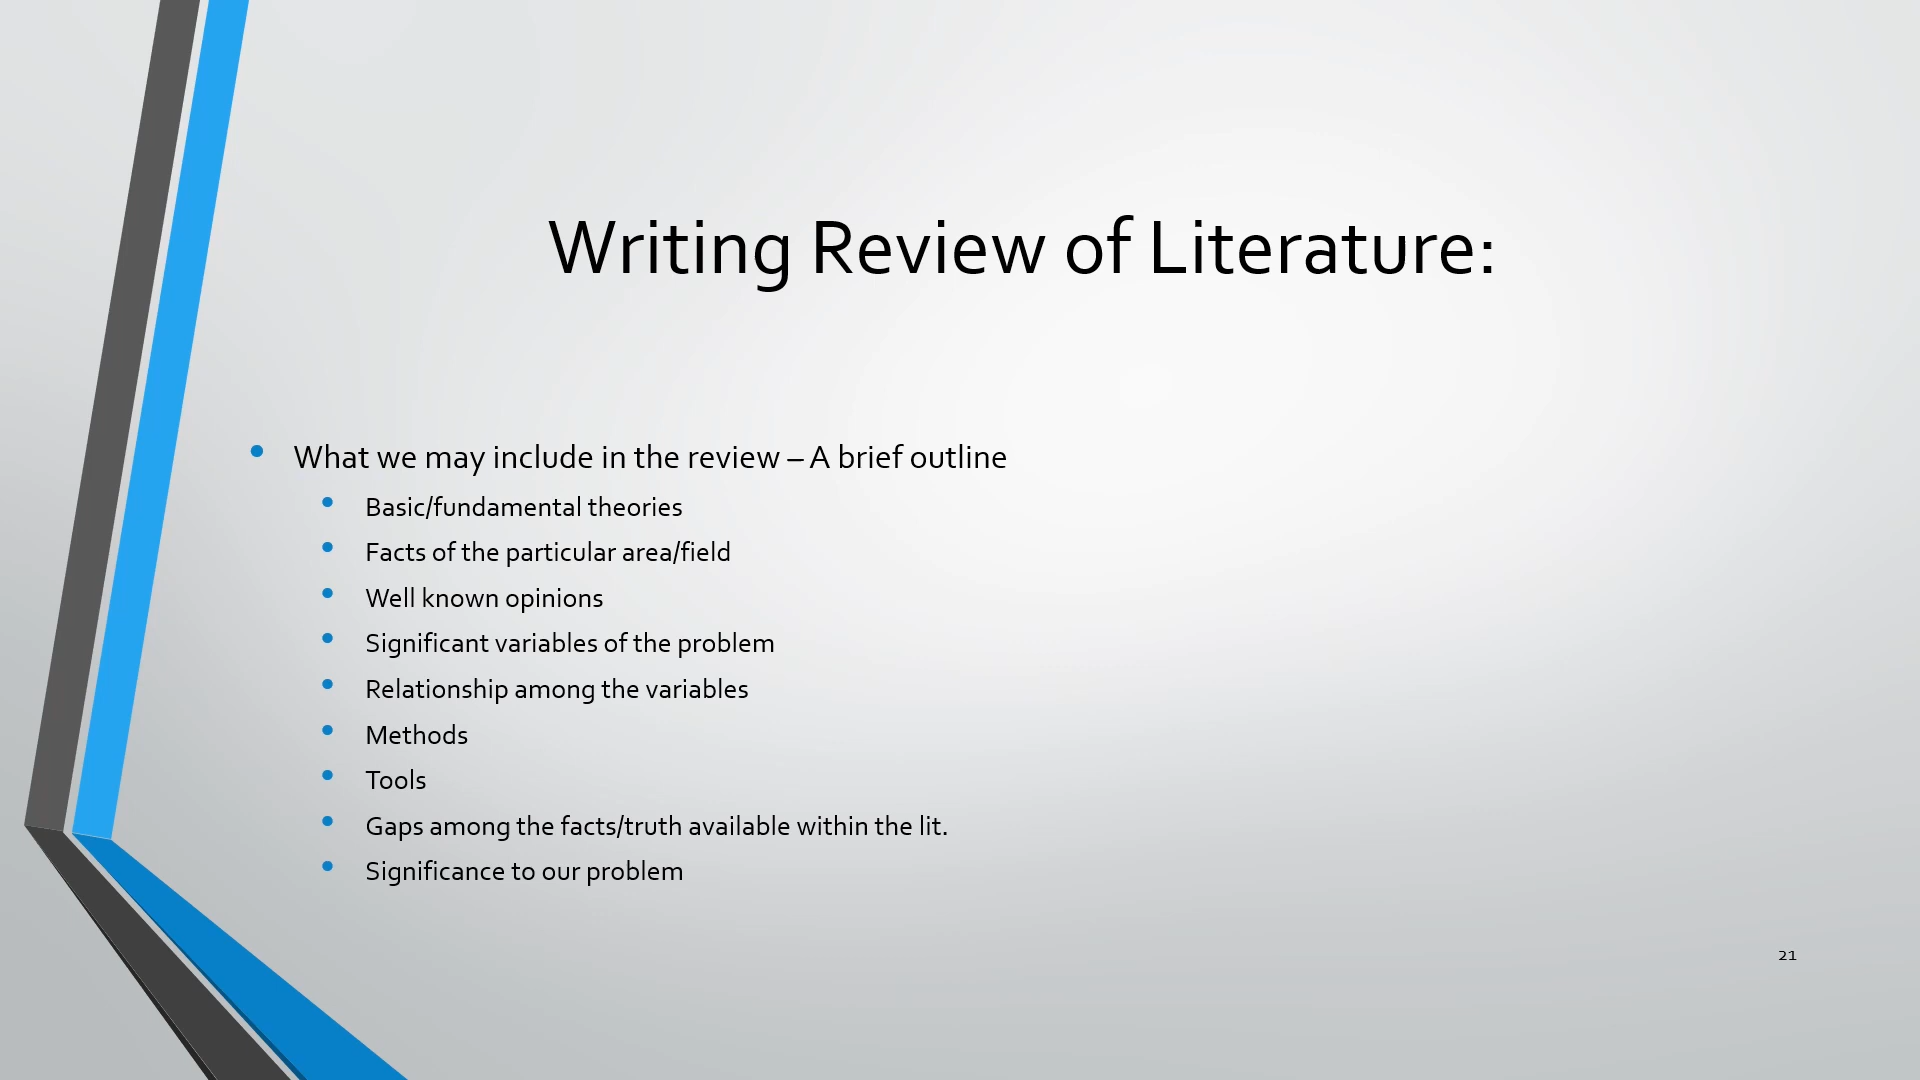 Writing Review of Literature:
• What we may include in the review – A brief outline
• Basic/fundamental theories
• Facts of the particular area/field
• Well known opinions
• Significant variables of the problem
• Relationship among the variables
• Methods
• Tools
• Gaps among the facts/truth available within the lit.
• Significance to our problem
21